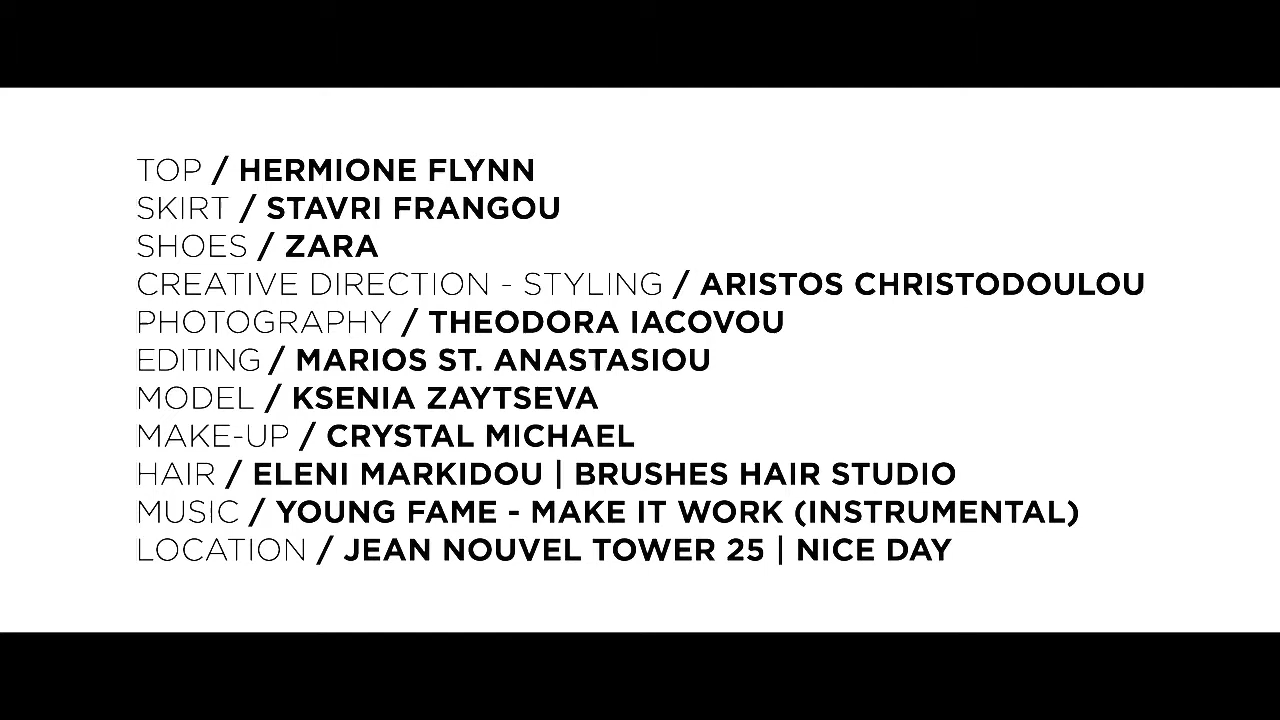 TOP / HERMIONE FLYNN
SKIRT / STAVRI FRANGOU
SHOES / ZARA
CREATIVE DIRECTION - STYLING / ARISTOS CHRISTODOULOU
PHOTOGRAPHY / THEODORA IACOVOU
EDITING / MARIOS ST. ANASTASIOU
MODEL / KSENIA ZAYTSEVA
MAKE-UP / CRYSTAL MICHAEL
HAIR / ELENI MARKIDOU | BRUSHES HAIR STUDIO
MUSIC / YOUNG FAME - MAKE IT WORK (INSTRUMENTAL)
LOCATION / JEAN NOUVEL TOWER 25 | NICE DAY